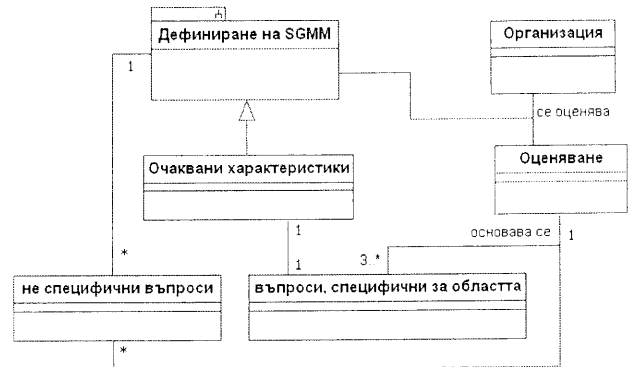 Дефиниране на SGMM
Организация
1
се оценява
Очаквани характеристики
Оценяване
1
основава се
1
*
1
3..*
не специфични въпроси
въпроси, специфични за областта
*